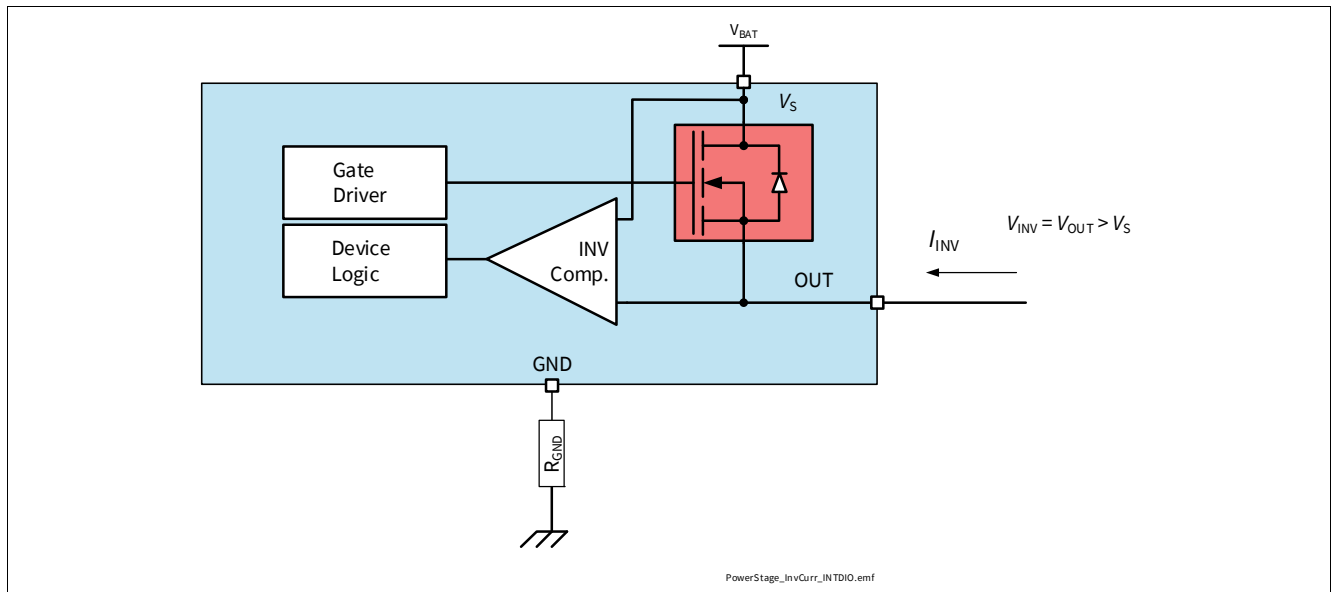 VBAT
VS
Gate
Driver
Device
Logic
INV
Comp.
OUT
IINV
VINV = VOUT > VS
GND
RGND
PowerStage_InvCurr_INTDIO.emf